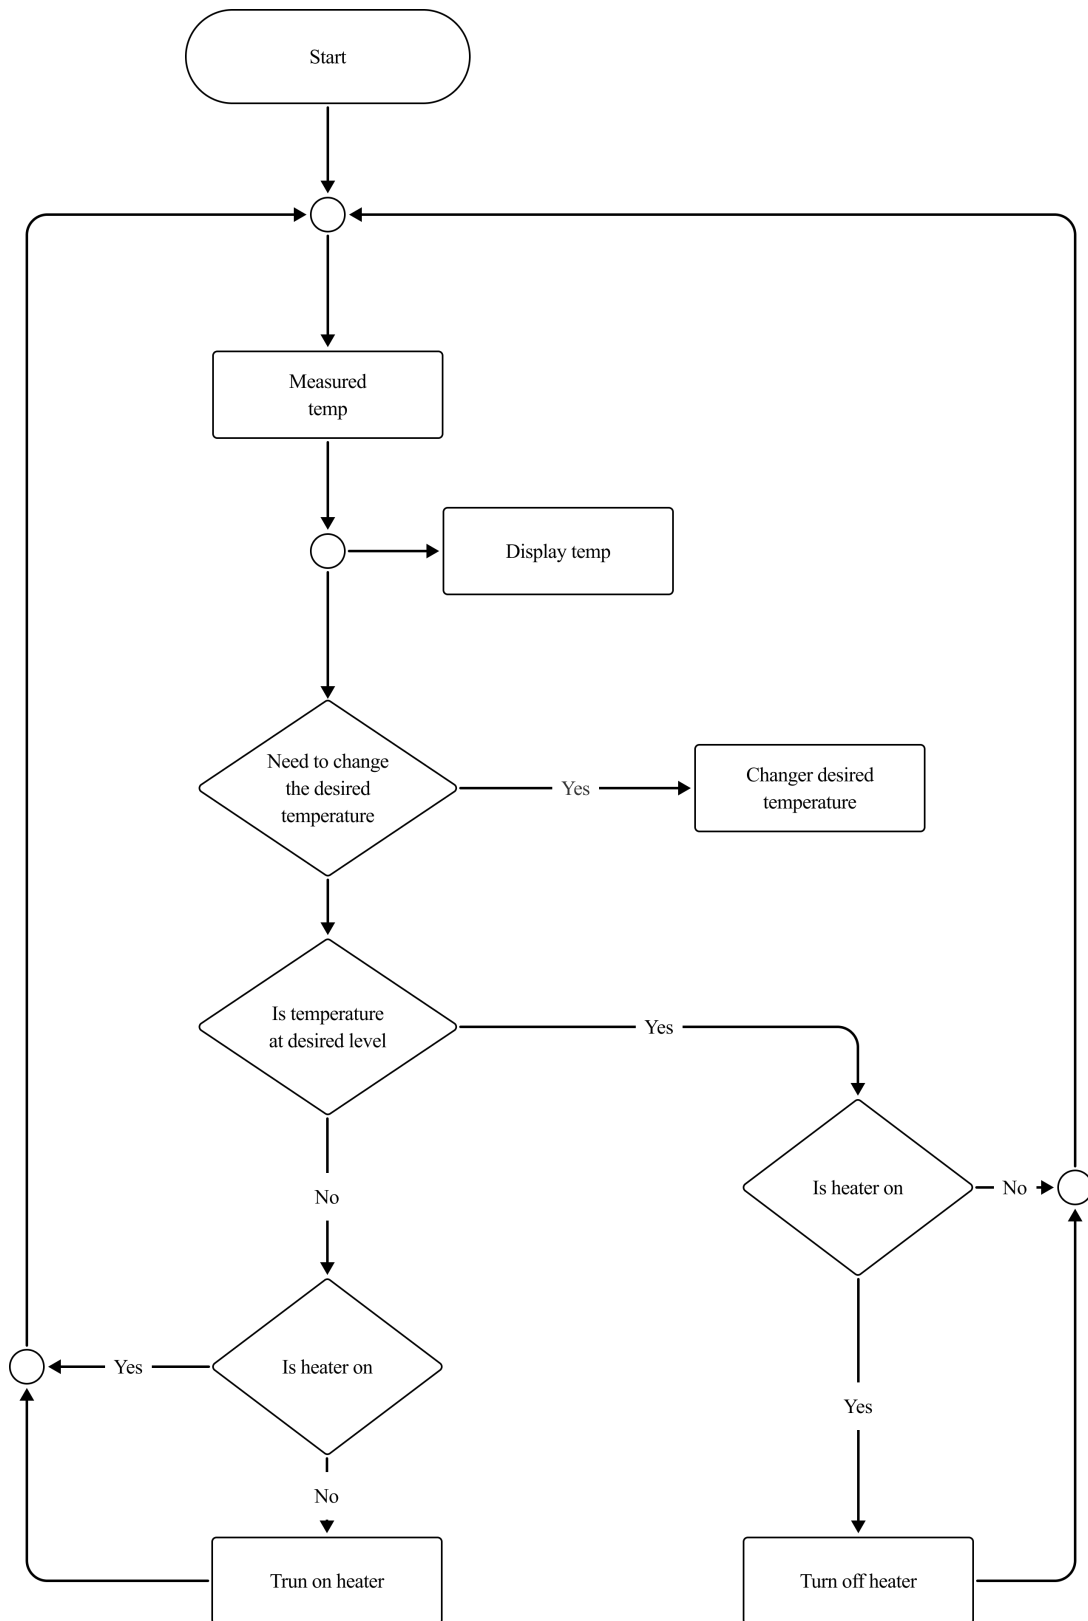 Start
Measured
temp
Display temp
Need to change
the desired
temperature
Yes
Changer desired
temperature
Is temperature
at desired level
Yes
Is heater on
No
No
Is heater on
Yes
Yes
No
Trun on heater
Turn off heater